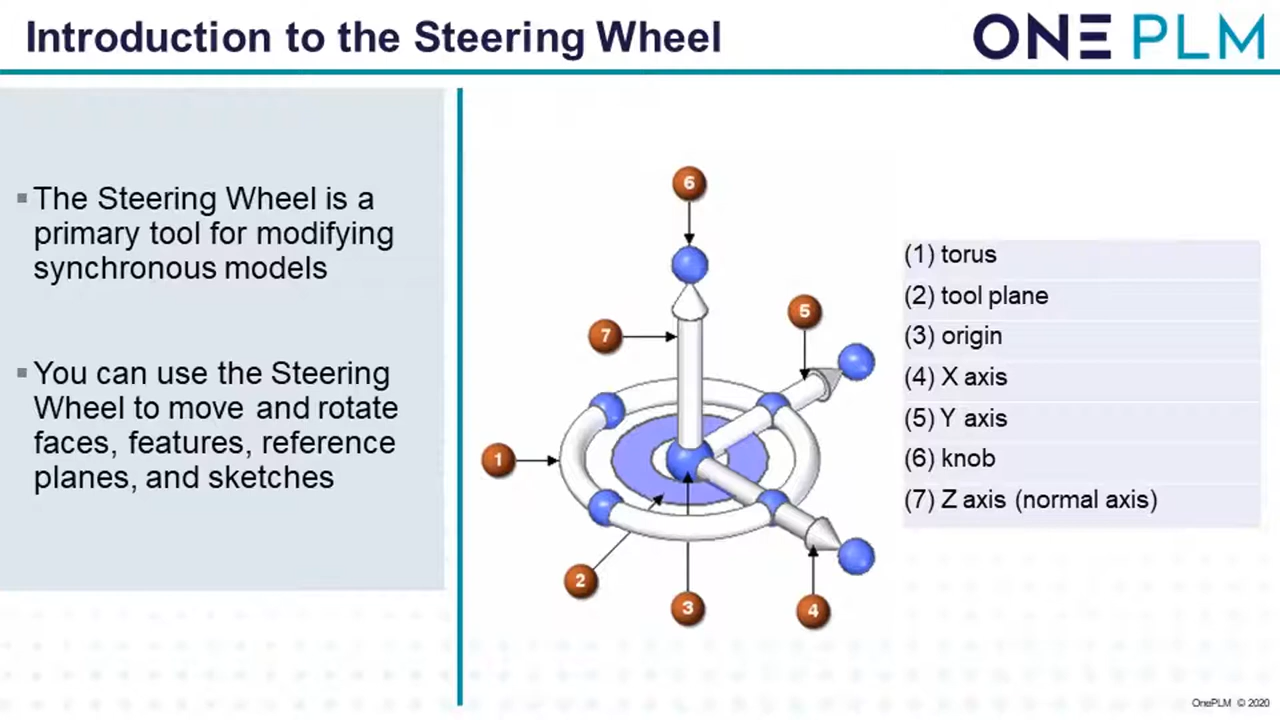 Introduction to the Steering Wheel
ONE PLM
▪ The Steering Wheel is a
primary tool for modifying
synchronous models
▪ You can use the Steering
Wheel to move and rotate
faces, features, reference
planes, and sketches
6
5
7
1
2
3
4
(1) torus
(2) tool plane
(3) origin
(4) X axis
(5) Y axis
(6) knob
(7) Z axis (normal axis)
OnePLM © 2020